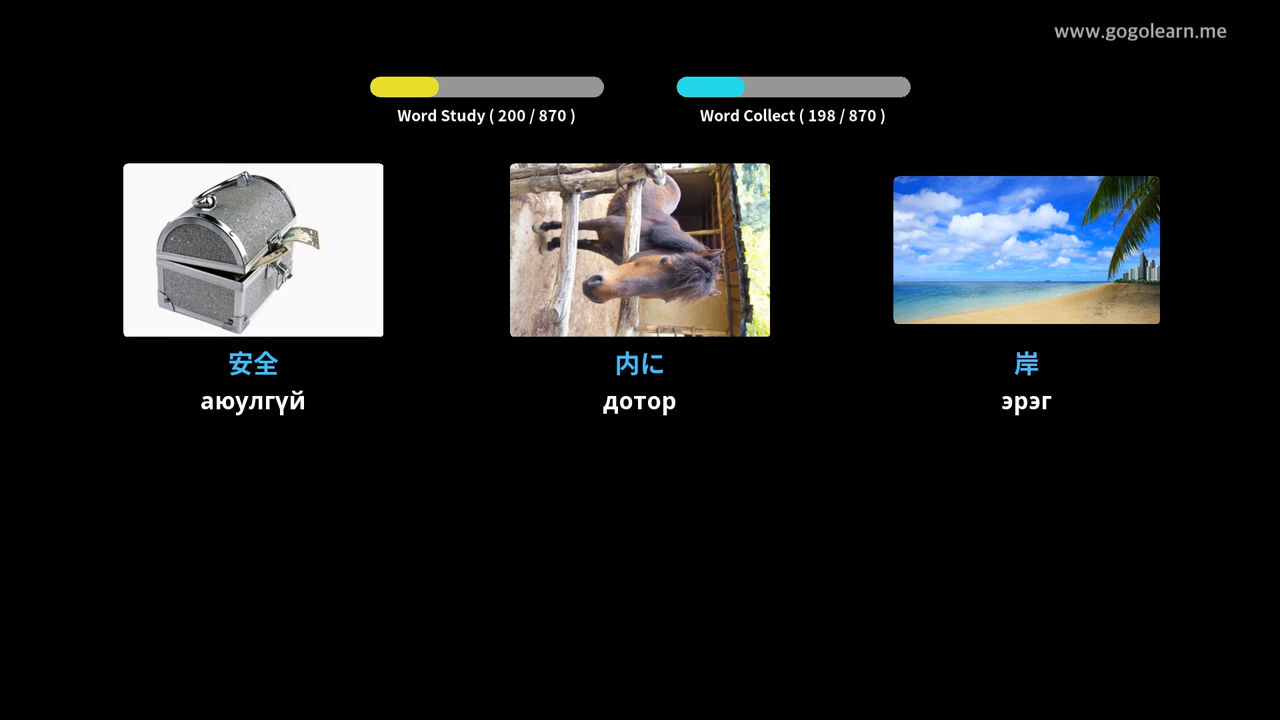 www.gogolearn.me
Word Study ( 200 / 870 )
Word Collect ( 198 / 870 )
安全
аюулгүй
内に
дотор
岸
эрэг